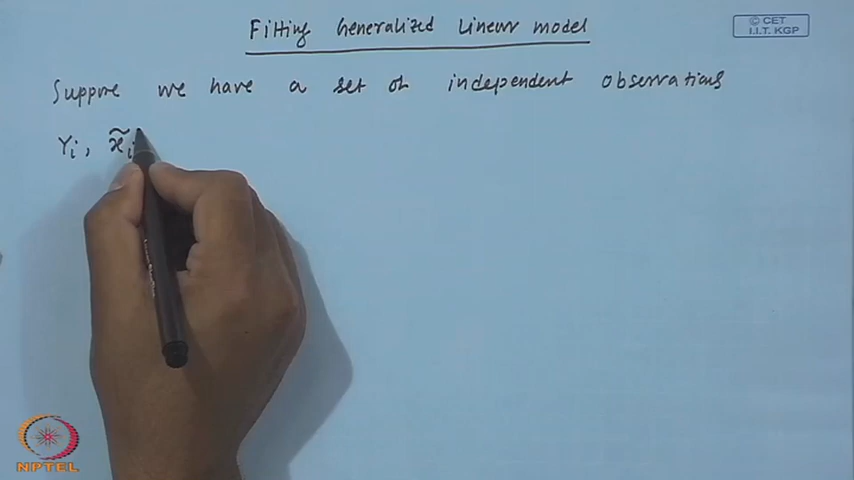 Fitting Generalized Linear model
© CET
I.I.T. KGP
Suppose we have a set of independent observations
Yi, x̃i
NPTEL